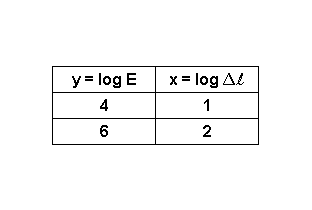 y = log E x = log Δℓ
4 1
6 2